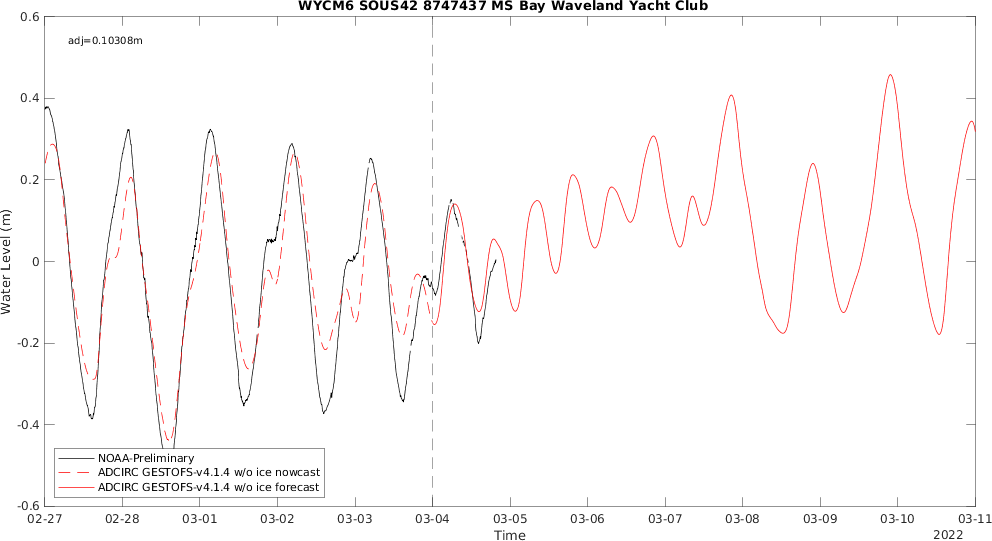 WYCM6 SOUS42 8747437 MS Bay Waveland Yacht Club
adj=0.10308m
0.6
0.4
0.2
0
-0.2
-0.4
-0.6
Water Level (m)
NOAA-Preliminary
ADCIRC GESTOFS-v4.1.4 w/o ice nowcast
ADCIRC GESTOFS-v4.1.4 w/o ice forecast
02-27 02-28 03-01 03-02 03-03 03-04 03-05 03-06 03-07 03-08 03-09 03-10 03-11
Time
2022